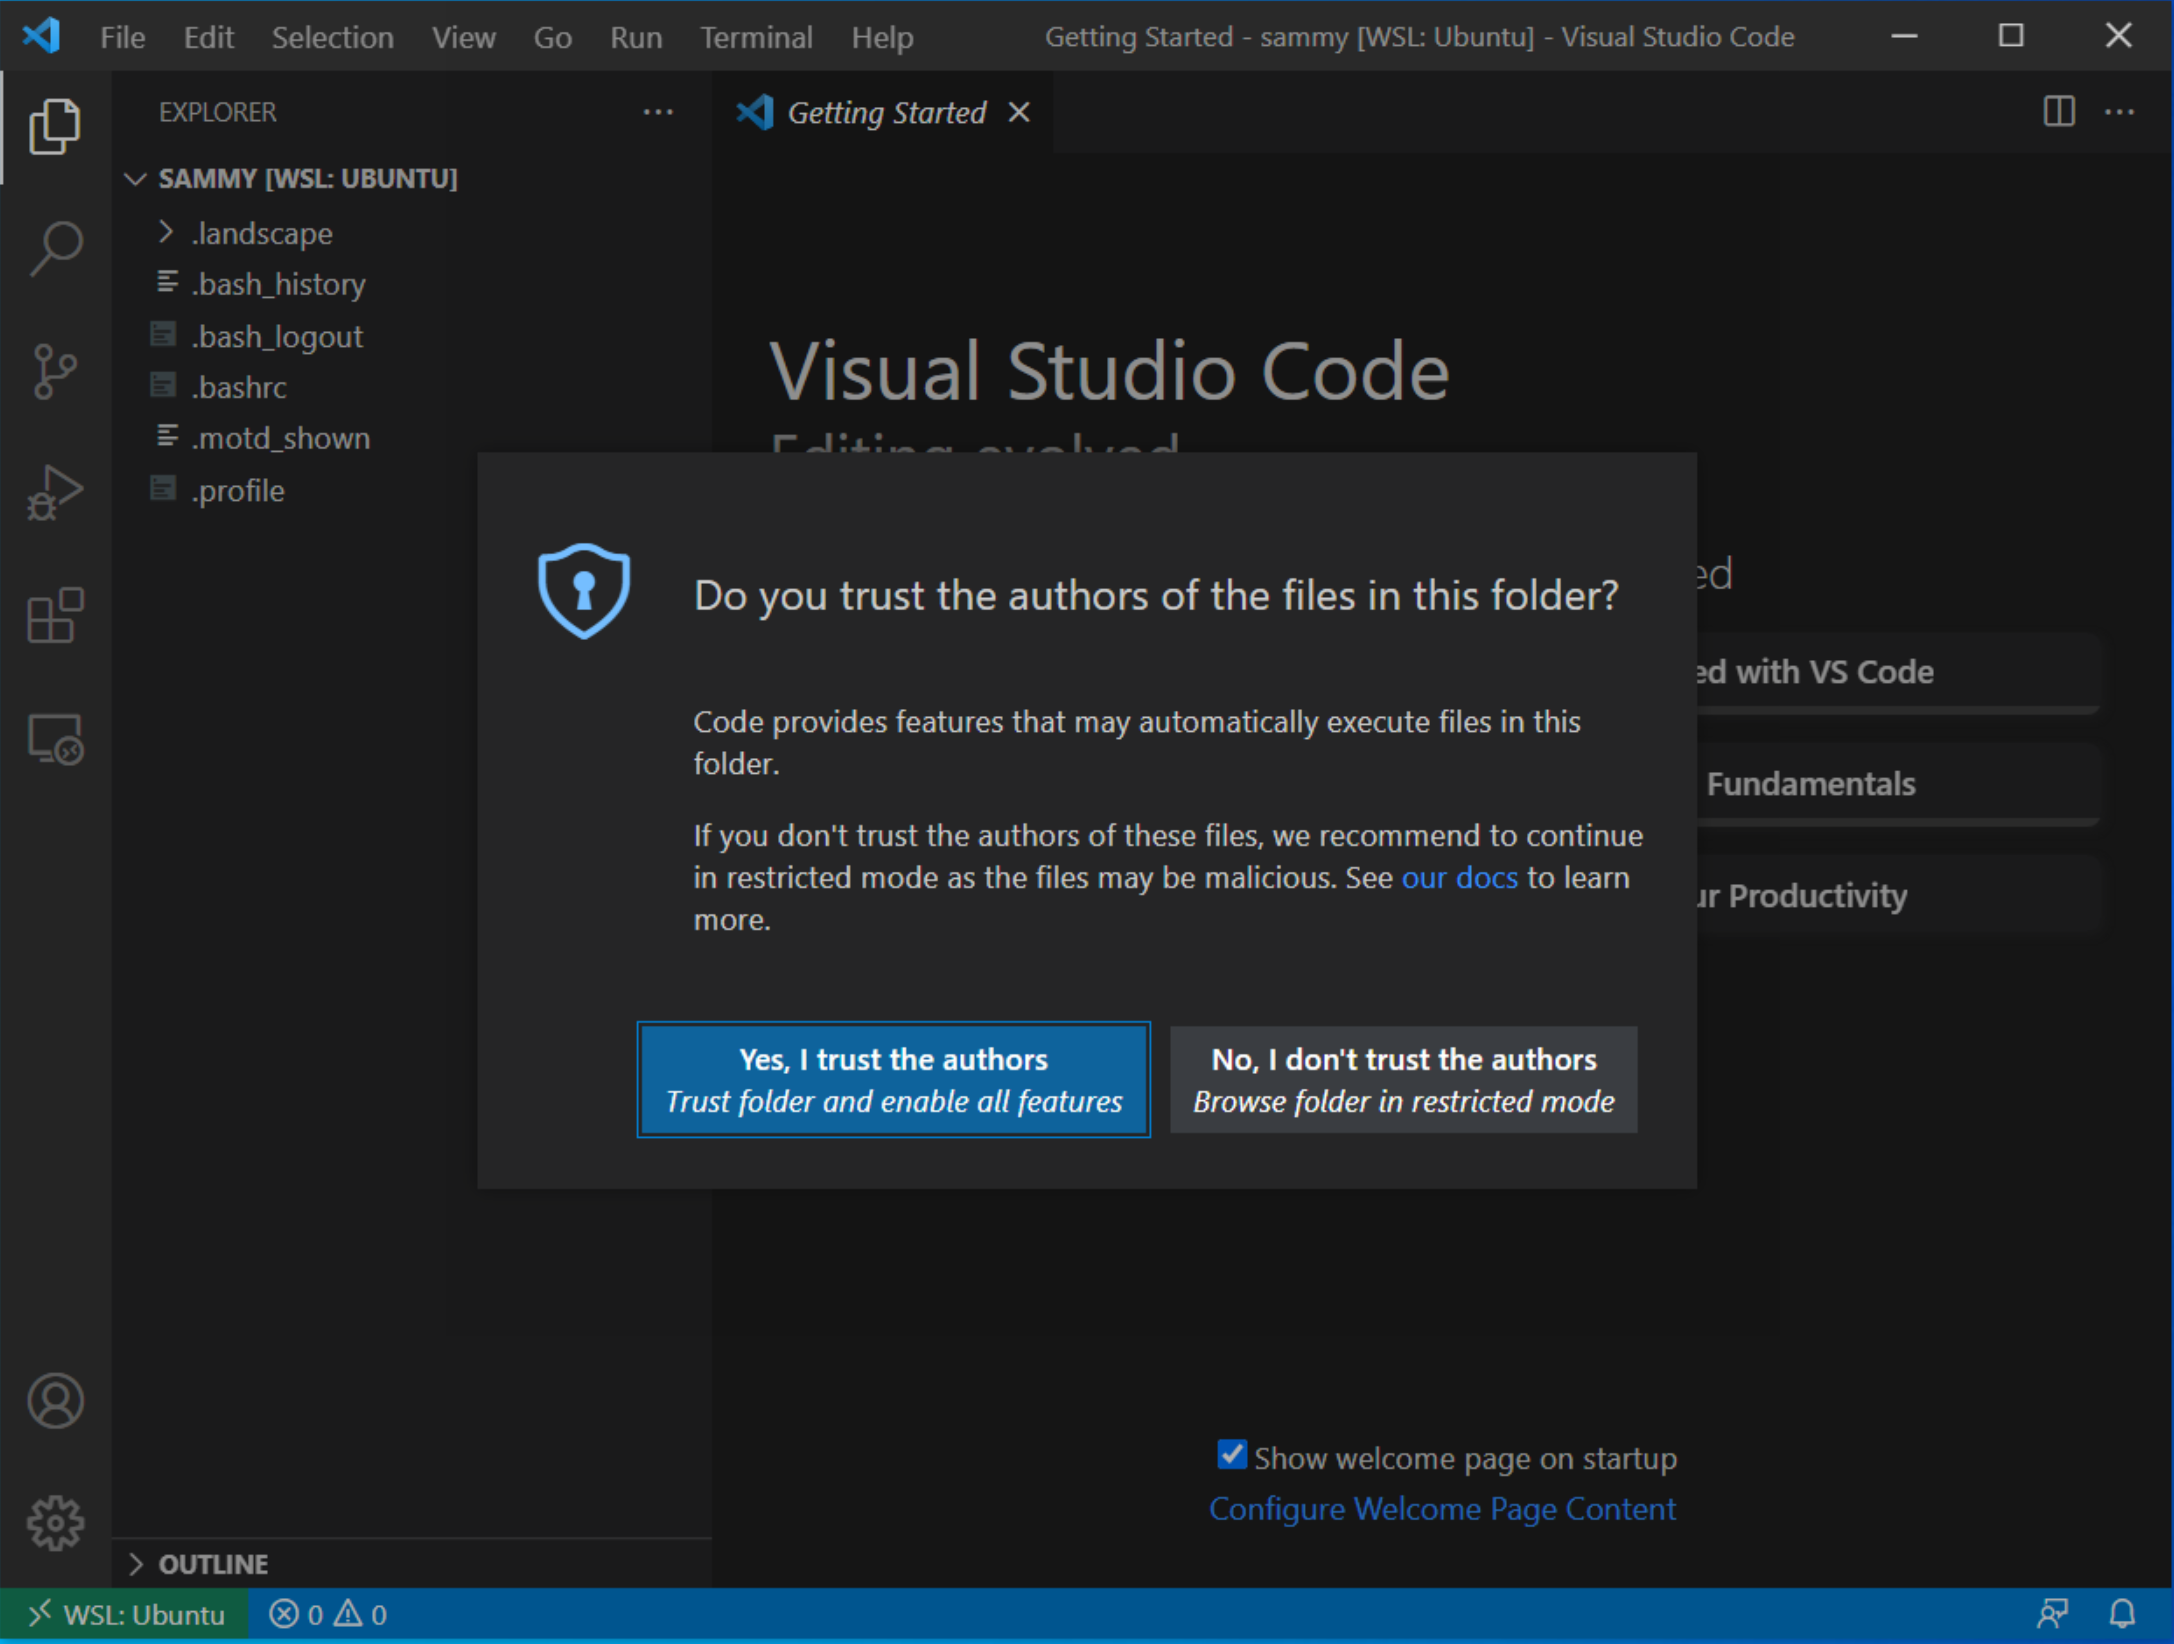 File Edit Selection View Go Run Terminal Help Getting Started - sammy [WSL: Ubuntu] - Visual Studio Code
EXPLORER
Getting Started
SAMMY [WSL: UBUNTU]
.landscape
.bash_history
.bash_logout
.bashrc
.motd_shown
.profile
Visual Studio Code
Editing evolved
ed
ed with VS Code
Fundamentals
ur Productivity
Do you trust the authors of the files in this folder?
Code provides features that may automatically execute files in this
folder.
If you don't trust the authors of these files, we recommend to continue
in restricted mode as the files may be malicious. See our docs to learn
more.
Yes, I trust the authors
Trust folder and enable all features
No, I don't trust the authors
Browse folder in restricted mode
Show welcome page on startup
Configure Welcome Page Content
OUTLINE
WSL: Ubuntu 0 0